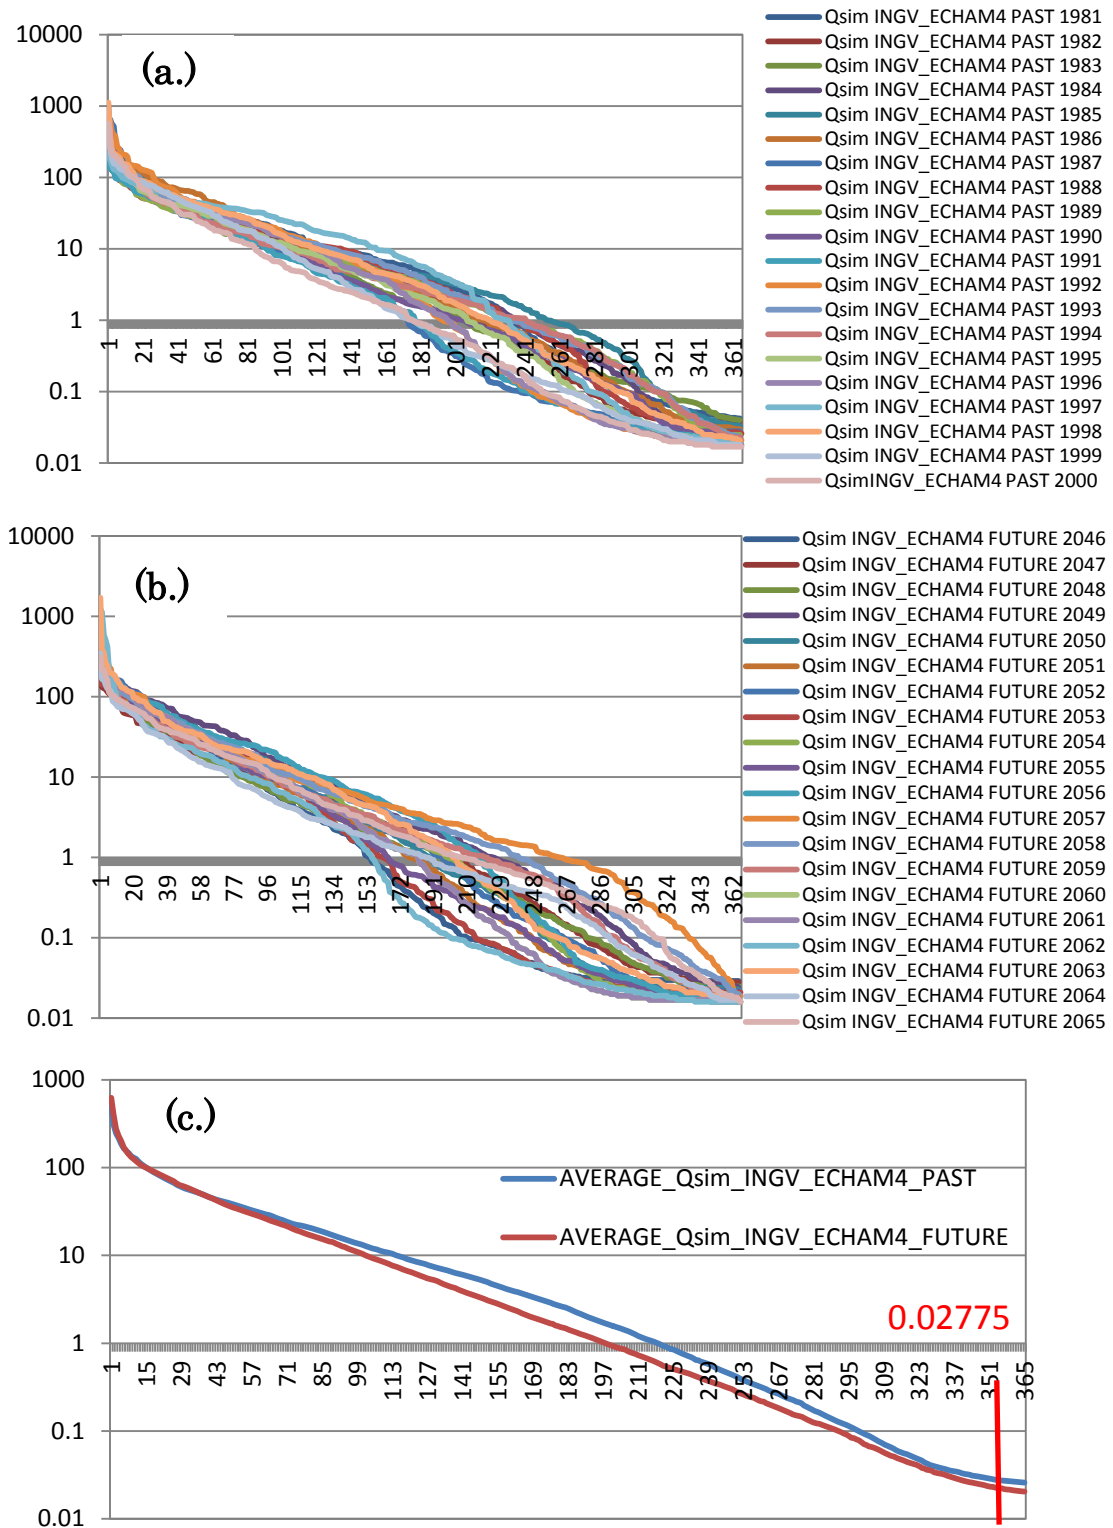 10000
1000
100
10
1
0.1
0.01
(a.)
1 21 41 61 81 101 121 141 161 181 201 221 241 261 281 301 321 341 361
Qsim INGV_ECHAM4 PAST 1981
Qsim INGV_ECHAM4 PAST 1982
Qsim INGV_ECHAM4 PAST 1983
Qsim INGV_ECHAM4 PAST 1984
Qsim INGV_ECHAM4 PAST 1985
Qsim INGV_ECHAM4 PAST 1986
Qsim INGV_ECHAM4 PAST 1987
Qsim INGV_ECHAM4 PAST 1988
Qsim INGV_ECHAM4 PAST 1989
Qsim INGV_ECHAM4 PAST 1990
Qsim INGV_ECHAM4 PAST 1991
Qsim INGV_ECHAM4 PAST 1992
Qsim INGV_ECHAM4 PAST 1993
Qsim INGV_ECHAM4 PAST 1994
Qsim INGV_ECHAM4 PAST 1995
Qsim INGV_ECHAM4 PAST 1996
Qsim INGV_ECHAM4 PAST 1997
Qsim INGV_ECHAM4 PAST 1998
Qsim INGV_ECHAM4 PAST 1999
QsimINGV_ECHAM4 PAST 2000
10000
1000
100
10
1
0.1
0.01
(b.)
1 20 39 58 77 96 115 134 153 172 191 210 229 248 267 286 305 324 343 362
Qsim INGV_ECHAM4 FUTURE 2046
Qsim INGV_ECHAM4 FUTURE 2047
Qsim INGV_ECHAM4 FUTURE 2048
Qsim INGV_ECHAM4 FUTURE 2049
Qsim INGV_ECHAM4 FUTURE 2050
Qsim INGV_ECHAM4 FUTURE 2051
Qsim INGV_ECHAM4 FUTURE 2052
Qsim INGV_ECHAM4 FUTURE 2053
Qsim INGV_ECHAM4 FUTURE 2054
Qsim INGV_ECHAM4 FUTURE 2055
Qsim INGV_ECHAM4 FUTURE 2056
Qsim INGV_ECHAM4 FUTURE 2057
Qsim INGV_ECHAM4 FUTURE 2058
Qsim INGV_ECHAM4 FUTURE 2059
Qsim INGV_ECHAM4 FUTURE 2060
Qsim INGV_ECHAM4 FUTURE 2061
Qsim INGV_ECHAM4 FUTURE 2062
Qsim INGV_ECHAM4 FUTURE 2063
Qsim INGV_ECHAM4 FUTURE 2064
Qsim INGV_ECHAM4 FUTURE 2065
1000
100
10
1
0.1
0.01
(c.)
AVERAGE_Qsim_INGV_ECHAM4_PAST
AVERAGE_Qsim_INGV_ECHAM4_FUTURE
0.02775
1 15 29 43 57 71 85 99 113 127 141 155 169 183 197 211 225 239 253 267 281 295 309 323 337 351 365